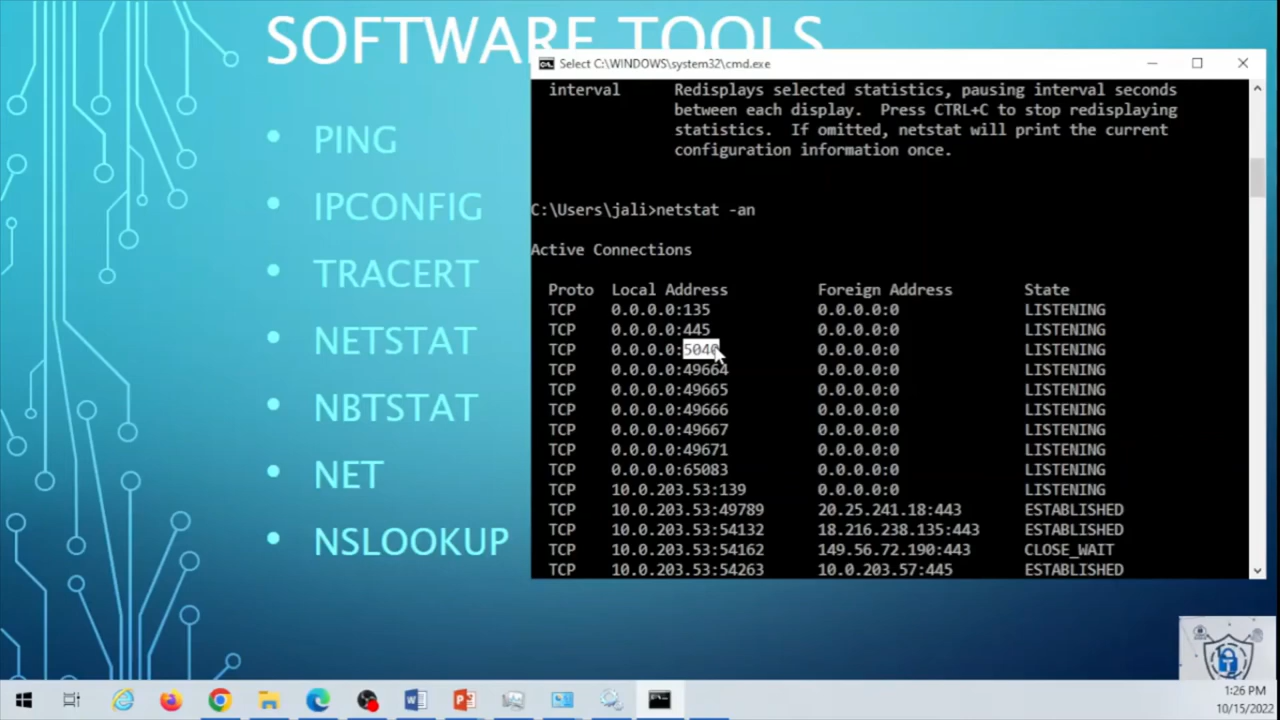 SOFTWARE TOOLS
• PING
• IPCONFIG
• TRACERT
• NETSTAT
• NBTSTAT
• NET
• NSLOOKUP
Select C:\WINDOWS\system32\cmd.exe
interval Redisplays selected statistics, pausing interval seconds
between each display. Press CTRL+C to stop redisplaying
statistics. If omitted, netstat will print the current
configuration information once.
C:\Users\jali>netstat -an
Active Connections
Proto Local Address Foreign Address State
TCP 0.0.0.0:135 0.0.0.0:0 LISTENING
TCP 0.0.0.0:445 0.0.0.0:0 LISTENING
TCP 0.0.0.0:5040 0.0.0.0:0 LISTENING
TCP 0.0.0.0:49664 0.0.0.0:0 LISTENING
TCP 0.0.0.0:49665 0.0.0.0:0 LISTENING
TCP 0.0.0.0:49666 0.0.0.0:0 LISTENING
TCP 0.0.0.0:49667 0.0.0.0:0 LISTENING
TCP 0.0.0.0:49671 0.0.0.0:0 LISTENING
TCP 0.0.0.0:65083 0.0.0.0:0 LISTENING
TCP 10.0.203.53:139 0.0.0.0:0 LISTENING
TCP 10.0.203.53:49789 20.25.241.18:443 ESTABLISHED
TCP 10.0.203.53:54132 18.216.238.135:443 ESTABLISHED
TCP 10.0.203.53:54162 149.56.72.190:443 CLOSE_WAIT
TCP 10.0.203.53:54263 10.0.203.57:445 ESTABLISHED
1:26 PM
10/15/2022